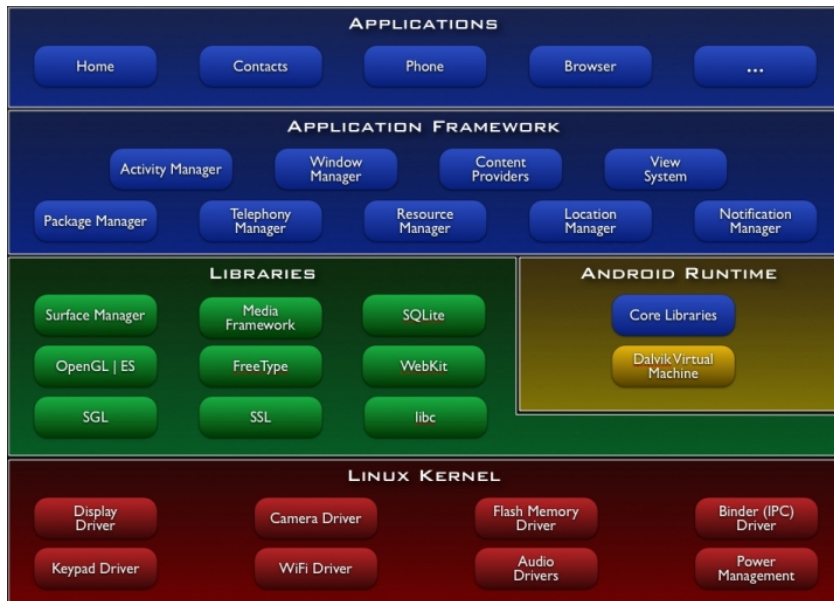 APPLICATIONS
Home
Contacts
Phone
Browser
...
APPLICATION FRAMEWORK
Activity Manager
Window
Manager
Content
Providers
View
System
Package Manager
Telephony
Manager
Resource
Manager
Location
Manager
Notification
Manager
LIBRARIES
Surface Manager
Media
Framework
SQLite
OpenGL | ES
FreeType
WebKit
SGL
SSL
libc
ANDROID RUNTIME
Core Libraries
Dalvik Virtual
Machine
LINUX KERNEL
Display
Driver
Camera Driver
Flash Memory
Driver
Binder (IPC)
Driver
Keypad Driver
WiFi Driver
Audio
Drivers
Power
Management